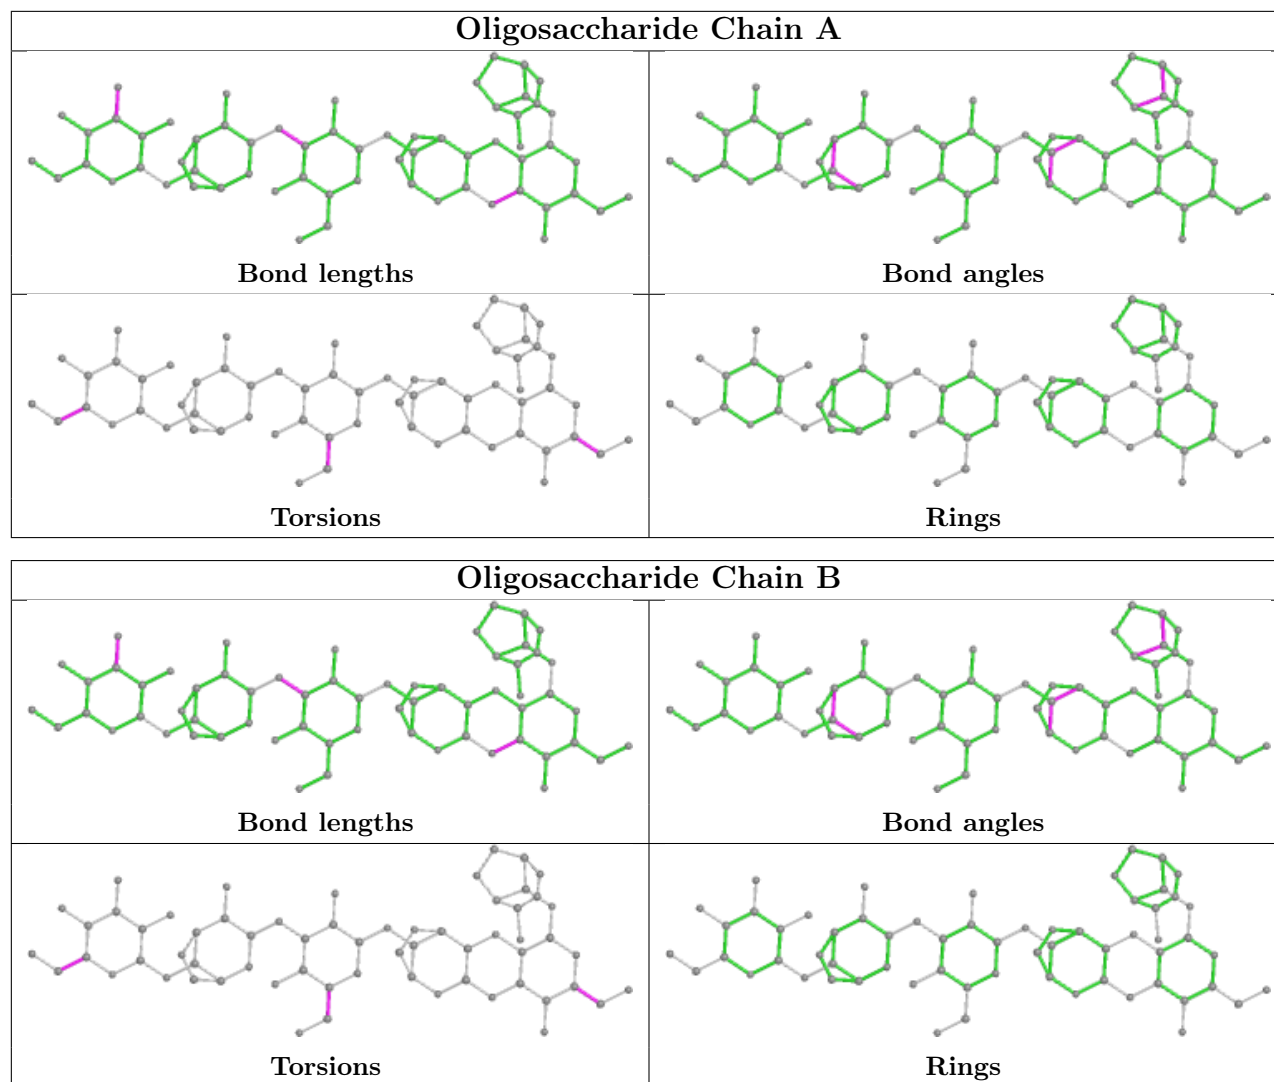 Oligosaccharide Chain A
Bond lengths
Bond angles
Torsions
Rings
Oligosaccharide Chain B
Bond lengths
Bond angles
Torsions
Rings